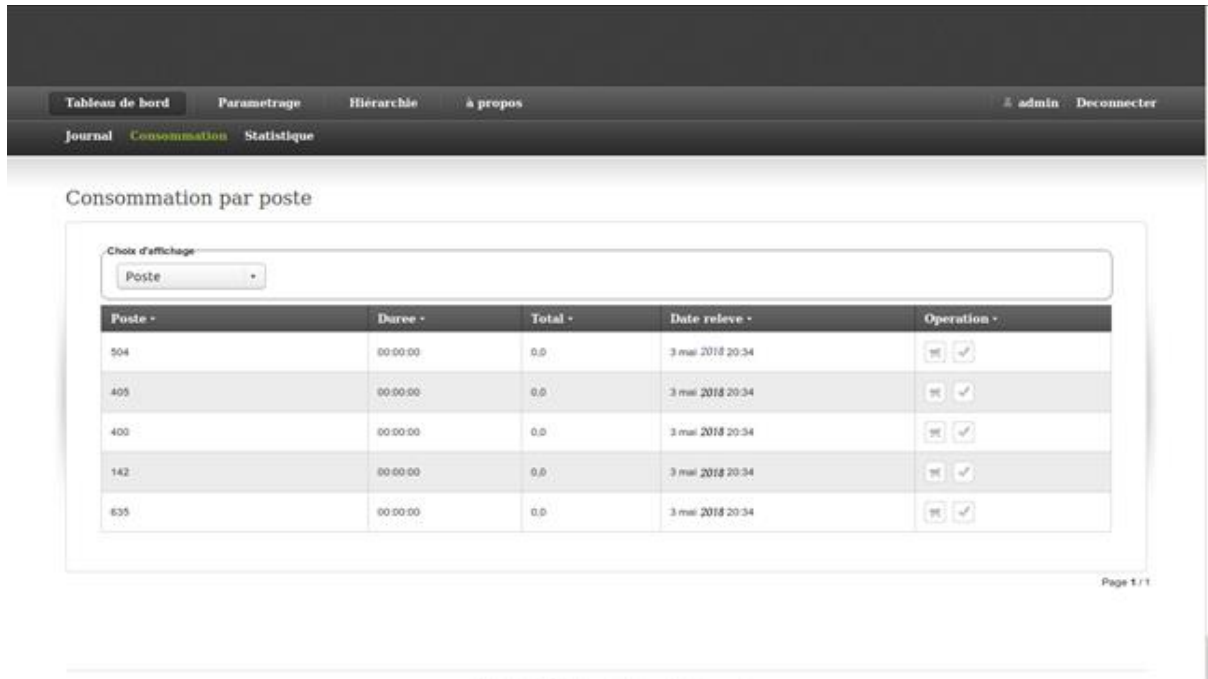 Tableau de bord Parametrage Hiérarchie à propos admin Deconnecter
Journal Consommation Statistique
Consommation par poste
Choix d'affichage
Poste
Poste Duree Total Date releve Operation
504 00:00:00 0,0 3 mai 2018 20:34
405 00:00:00 0,0 3 mai 2018 20:34
400 00:00:00 0,0 3 mai 2018 20:34
142 00:00:00 0,0 3 mai 2018 20:34
635 00:00:00 0,0 3 mai 2018 20:34
Page 1 / 1